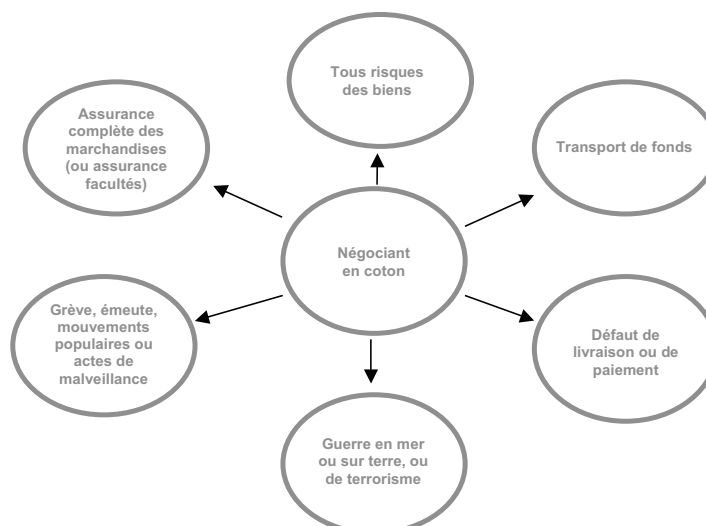 Tous risques
des biens
Assurance
complète des
marchandises
(ou assurance
facultés)
Transport de fonds
Négociant
en coton
Grève, émeute,
mouvements
populaires ou
actes de
malveillance
Défaut de
livraison ou de
paiement
Guerre en mer
ou sur terre, ou
de terrorisme